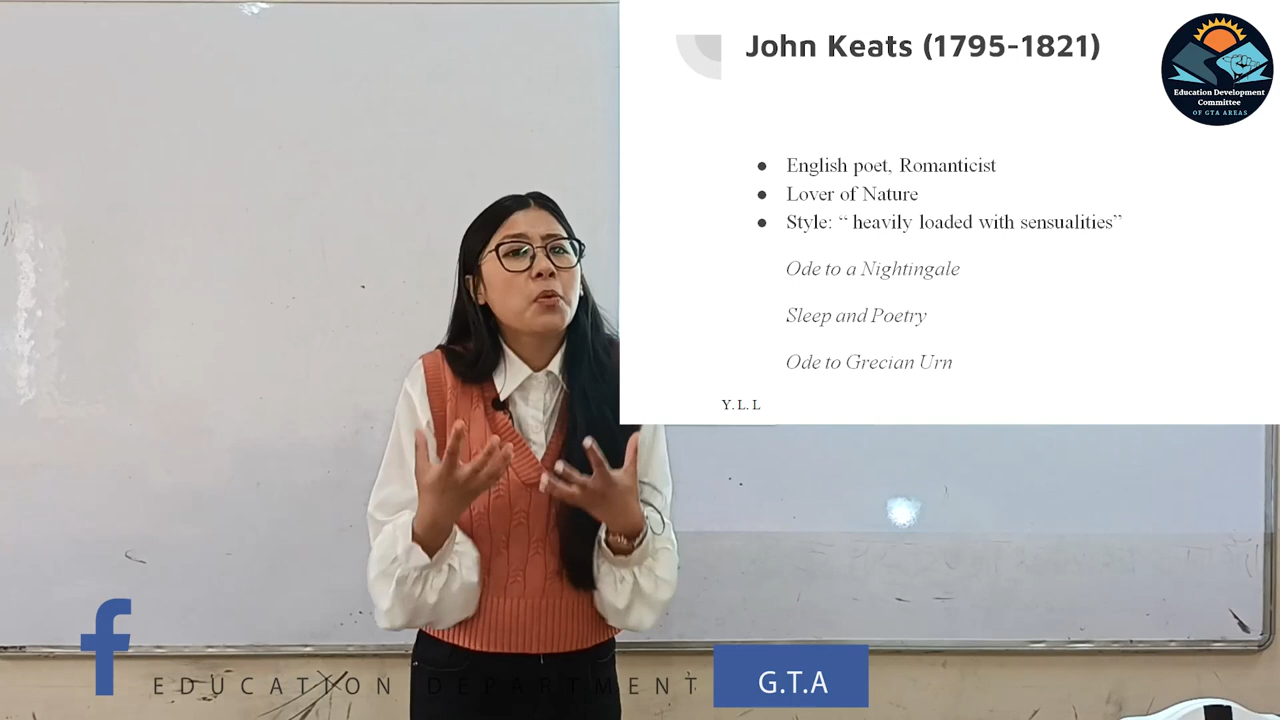 John Keats (1795-1821)
Education Development
Committee
OF GTA AREAS
● English poet, Romanticist
● Lover of Nature
● Style: “ heavily loaded with sensualities”
Ode to a Nightingale
Sleep and Poetry
Ode to Grecian Urn
Y. L. L
f
EDUCATION DEPARTMENT
G.T.A